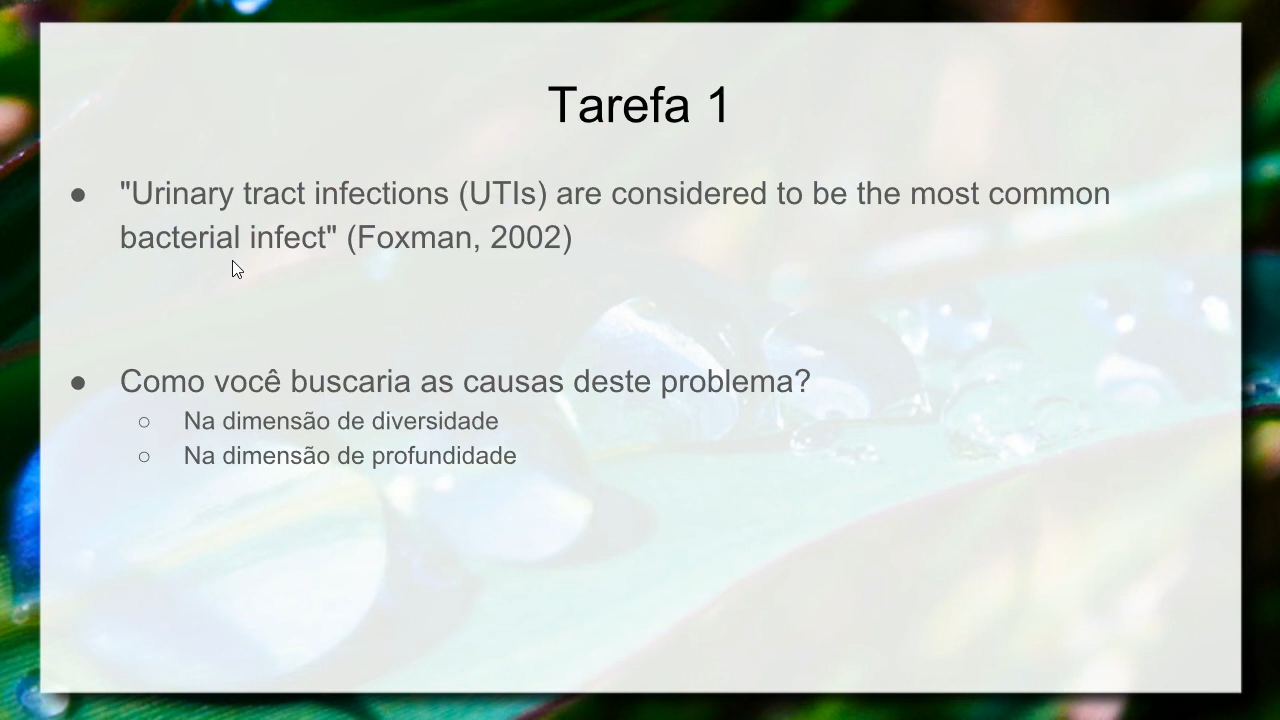 Tarefa 1
● "Urinary tract infections (UTIs) are considered to be the most common
bacterial infect" (Foxman, 2002)
● Como você buscaria as causas deste problema?
○ Na dimensão de diversidade
○ Na dimensão de profundidade